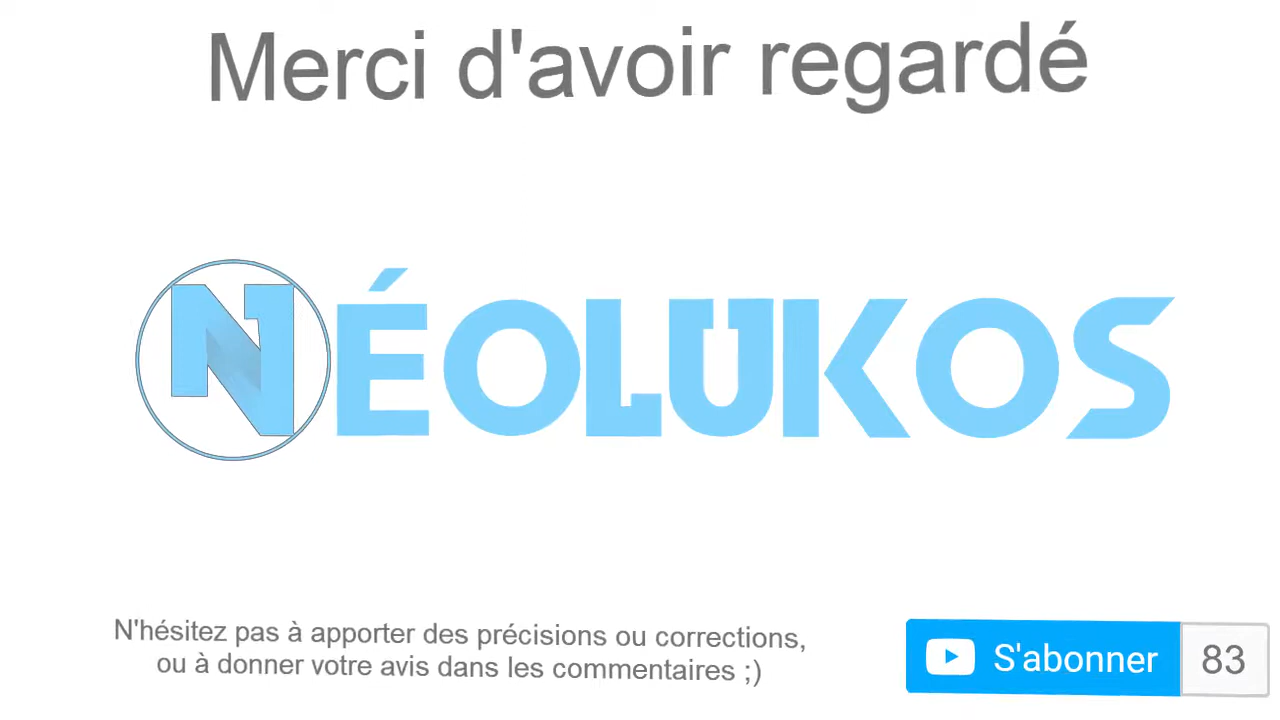 Merci d'avoir regardé
NÉOLUKOS
N'hésitez pas à apporter des précisions ou corrections,
ou à donner votre avis dans les commentaires ;)
S'abonner 83